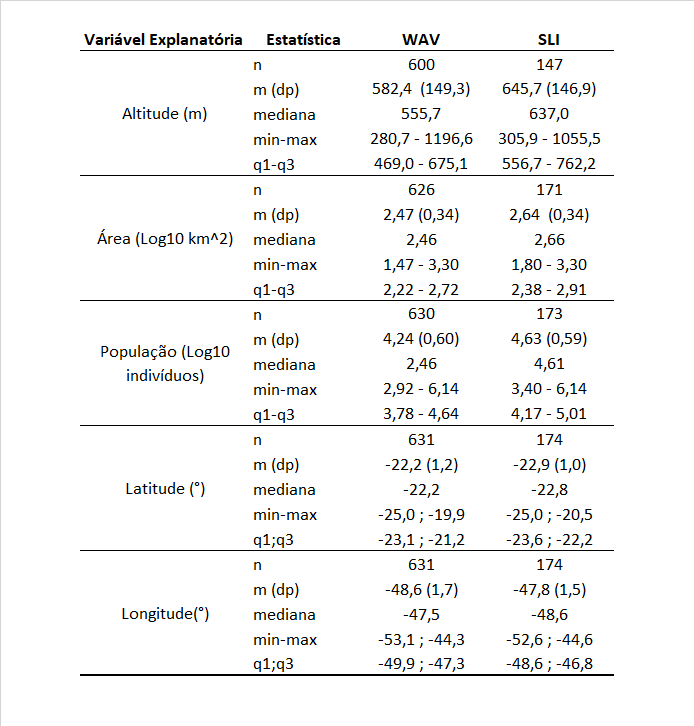 Variável Explanatória Estatística WAV SLI
n 600 147
m (dp) 582,4 (149,3) 645,7 (146,9)
Altitude (m) mediana 555,7 637,0
min-max 280,7 - 1196,6 305,9 - 1055,5
q1-q3 469,0 - 675,1 556,7 - 762,2
n 626 171
m (dp) 2,47 (0,34) 2,64 (0,34)
Área (Log10 km^2) mediana 2,46 2,66
min-max 1,47 - 3,30 1,80 - 3,30
q1-q3 2,22 - 2,72 2,38 - 2,91
n 630 173
m (dp) 4,24 (0,60) 4,63 (0,59)
População (Log10
mediana 2,46 4,61
indivíduos)
min-max 2,92 - 6,14 3,40 - 6,14
q1-q3 3,78 - 4,64 4,17 - 5,01
n 631 174
m (dp) -22,2 (1,2) -22,9 (1,0)
Latitude (°) mediana -22,2 -22,8
min-max -25,0 ; -19,9 -25,0 ; -20,5
q1;q3 -23,1 ; -21,2 -23,6 ; -22,2
n 631 174
m (dp) -48,6 (1,7) -47,8 (1,5)
Longitude(°) mediana -47,5 -48,6
min-max -53,1 ; -44,3 -52,6 ; -44,6
q1;q3 -49,9 ; -47,3 -48,6 ; -46,8